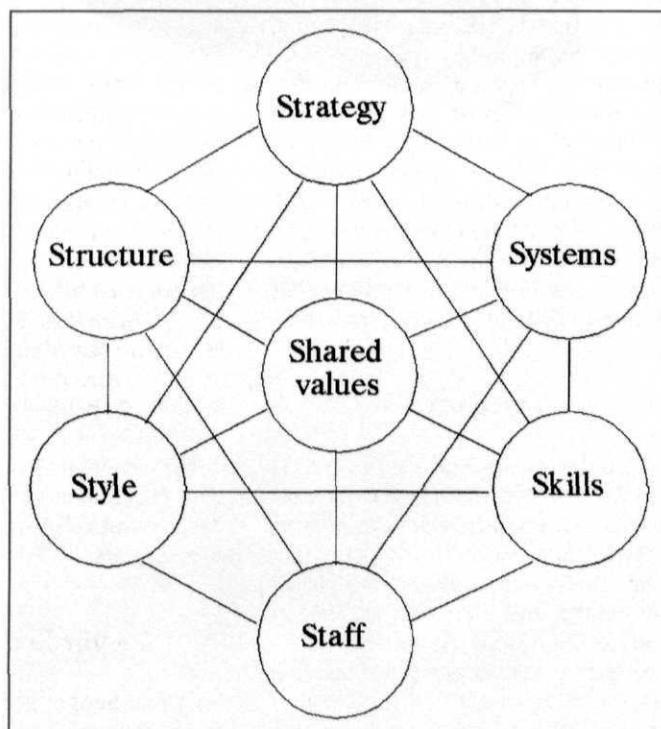 Strategy
Structure
Systems
Shared
values
Style
Skills
Staff